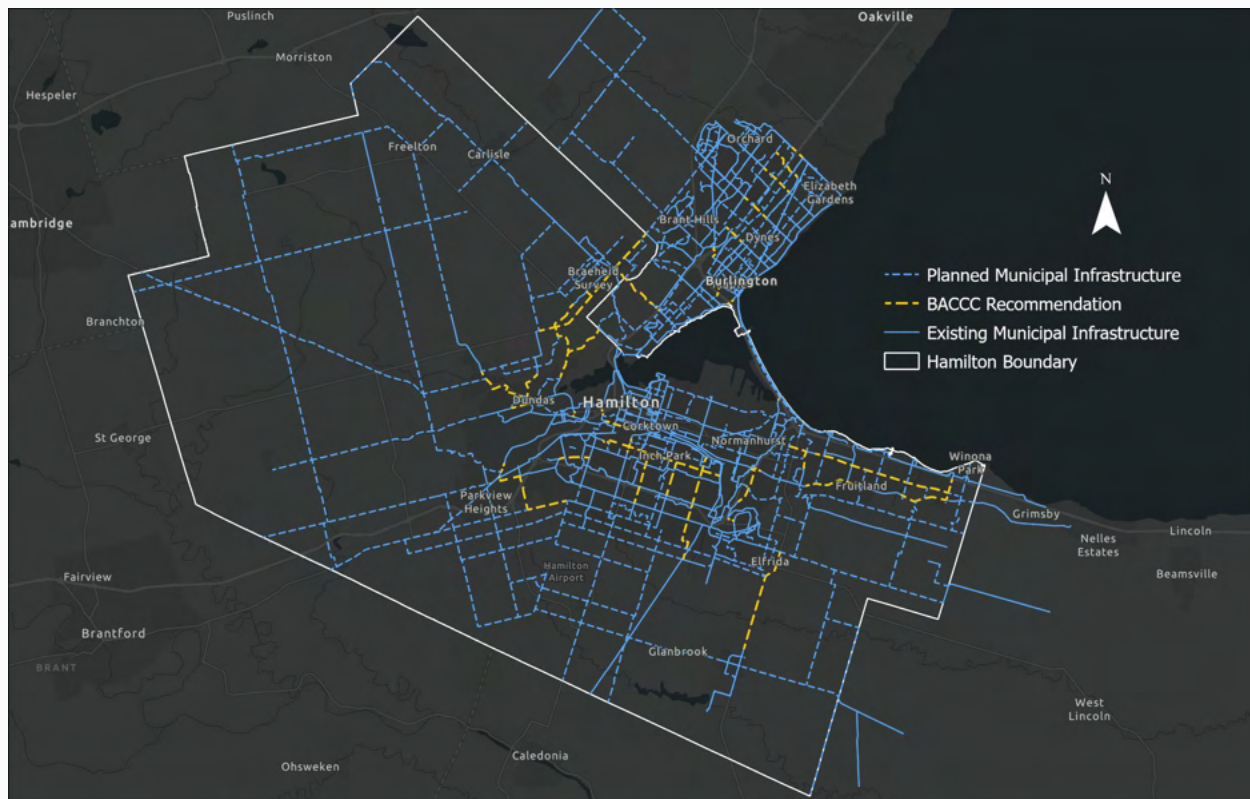 Puslinch
Oakville
Morriston
Hespeler
Orchard
Freelton
Carlisle
N
Elizabeth
Gardens
ambridge
Brant Hills
Dynes
Braeheid
Survey
Burlington
Planned Municipal Infrastructure
BACCC Recommendation
Existing Municipal Infrastructure
Hamilton Boundary
Branchton
Dundas
Hamilton
St George
Corktown
Normanhurst
Inch Park
Winona
Park
Fruitland
Parkview
Heights
Grimsby
Lincoln
Nelles
Estates
Elfrida
Hamilton
Airport
Beamsville
Fairview
Brantford
Glanbrook
BRANT
West
Lincoln
Caledonia
Ohsweken